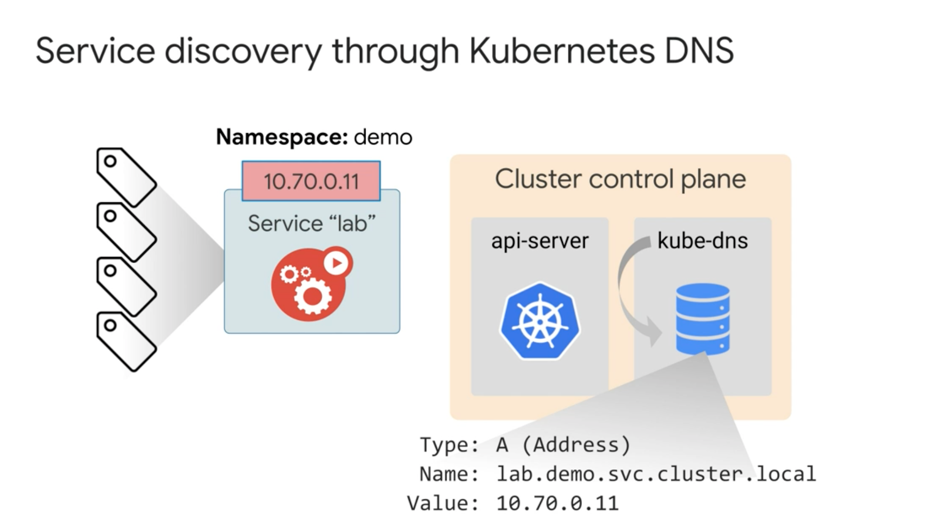 Service discovery through Kubernetes DNS
Namespace: demo
10.70.0.11
Service “lab”
Cluster control plane
api-server
kube-dns
Type: A (Address)
Name: lab.demo.svc.cluster.local
Value: 10.70.0.11